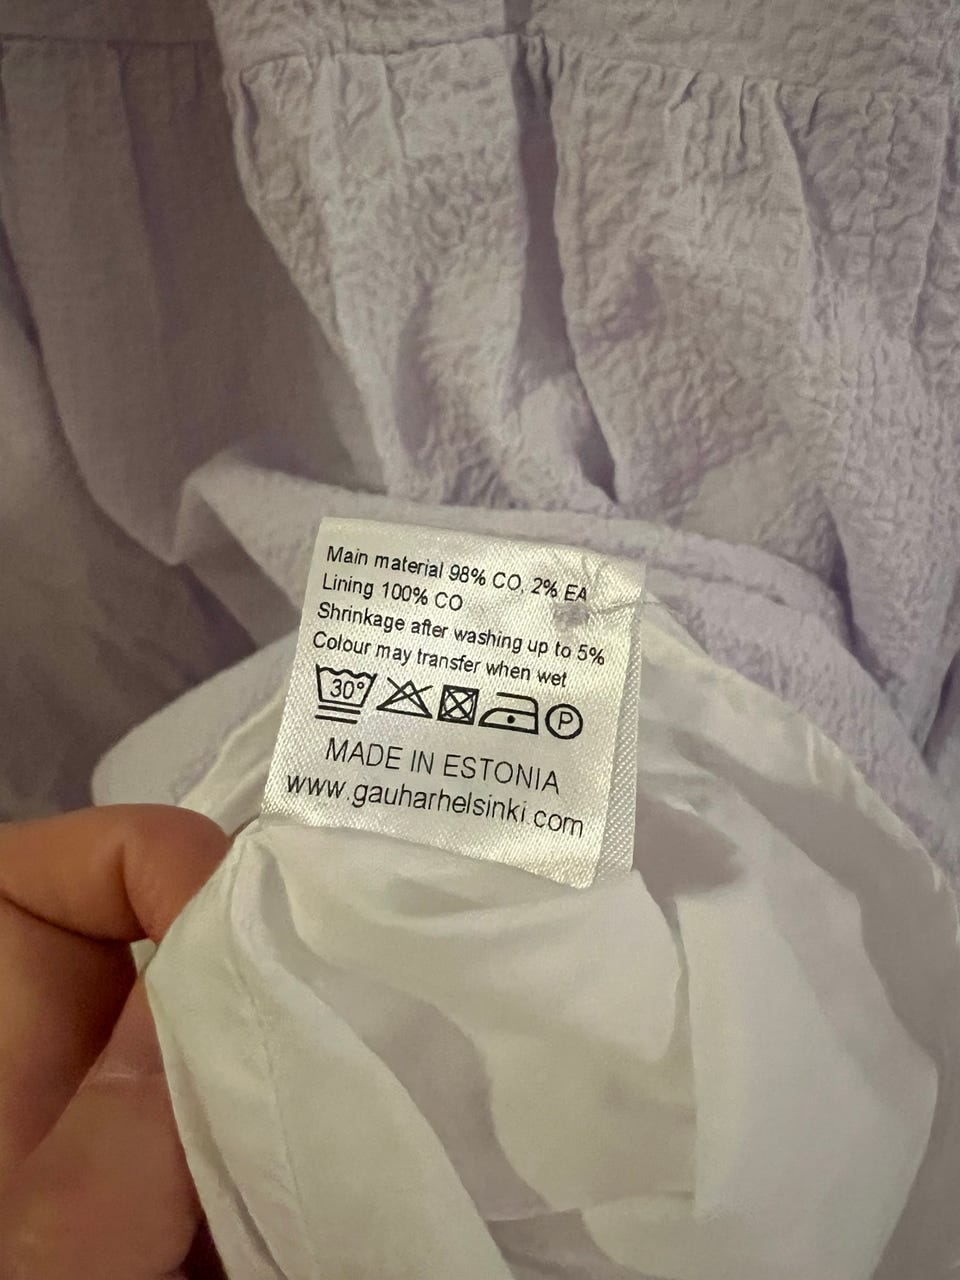 Main material 98% CO, 2% EA
Lining 100% CO
Shrinkage after washing up to 5%
Colour may transfer when wet
30° P
MADE IN ESTONIA
www.gauharhelsinki.com